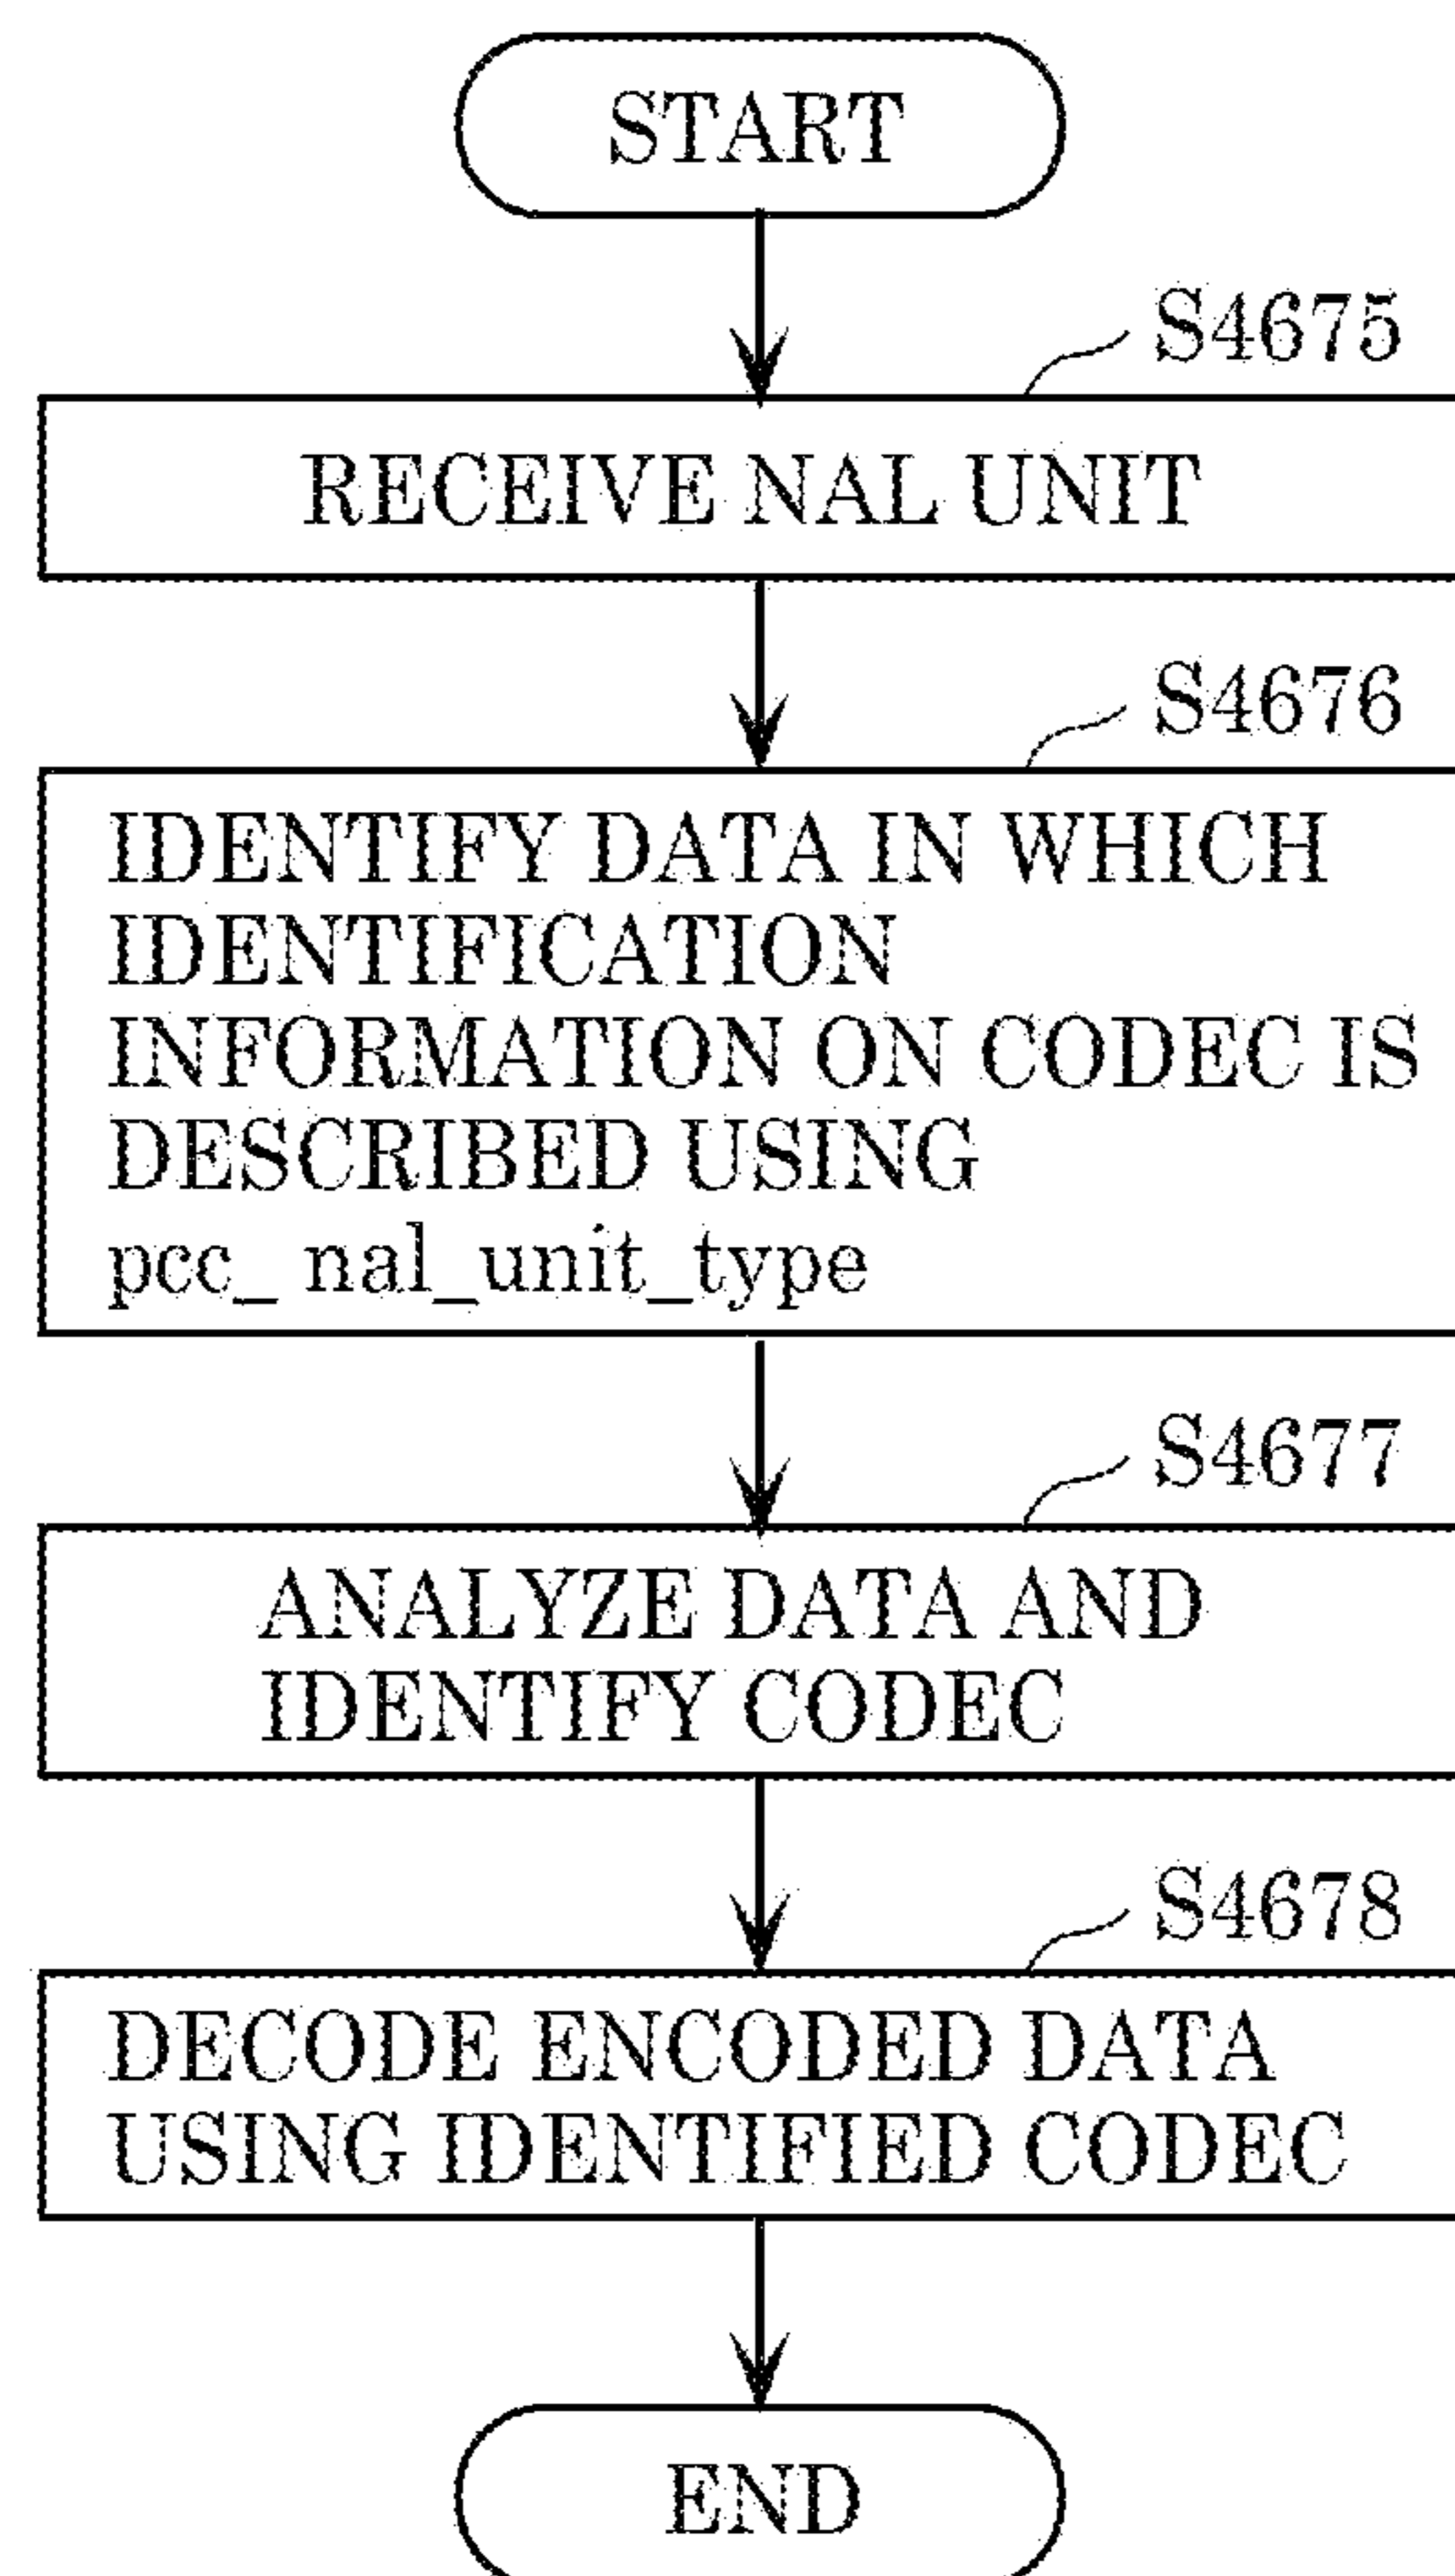 START
S4675
RECEIVE NAL UNIT
S4676
IDENTIFY DATA IN WHICH
IDENTIFICATION
INFORMATION ON CODEC IS
DESCRIBED USING
pcc_ nal_unit_type
S4677
ANALYZE DATA AND
IDENTIFY CODEC
S4678
DECODE ENCODED DATA
USING IDENTIFIED CODEC
END